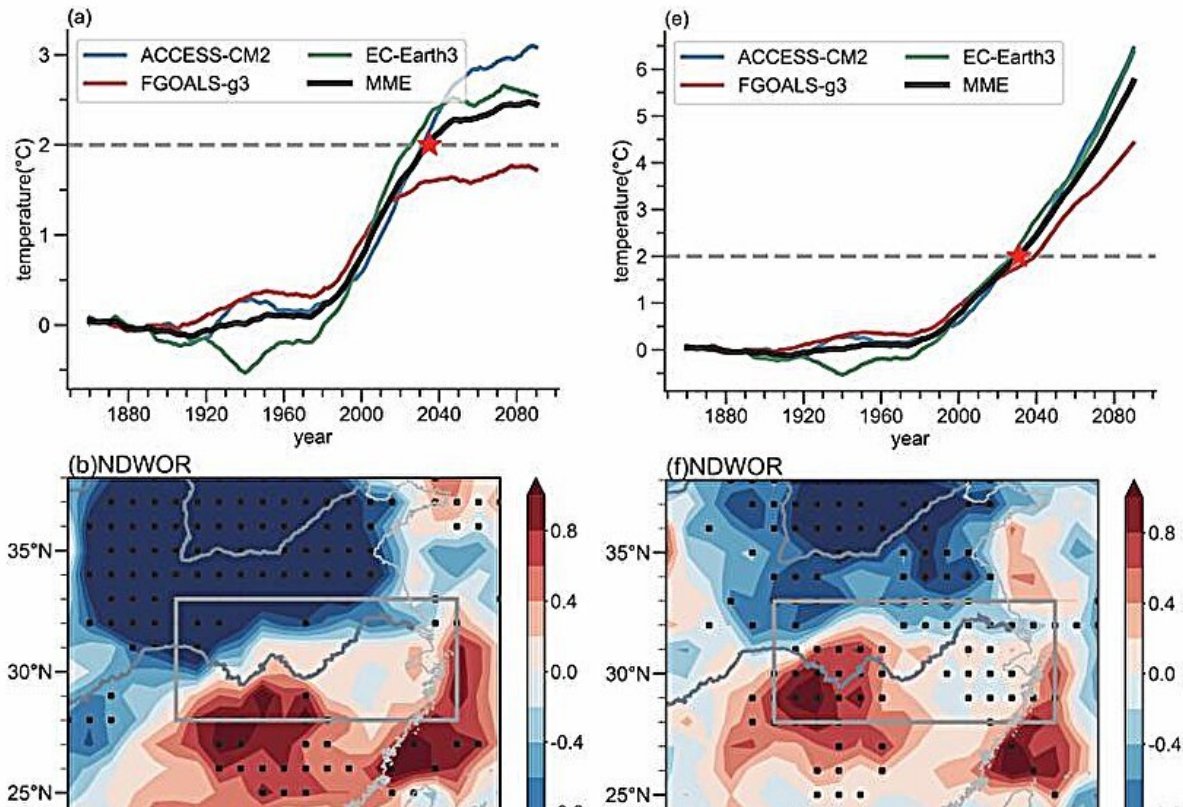 (a)
ACCESS-CM2 EC-Earth3
FGOALS-g3 MME
temperature(°C)
3
2
1
0
1880 1920 1960 2000 2040 2080
year
(e)
ACCESS-CM2 EC-Earth3
FGOALS-g3 MME
temperature(°C)
6
5
4
3
2
1
0
1880 1920 1960 2000 2040 2080
year
(b)NDWOR
35°N
30°N
25°N
0.8
0.4
0.0
-0.4
(f)NDWOR
35°N
30°N
25°N
0.8
0.4
0.0
-0.4